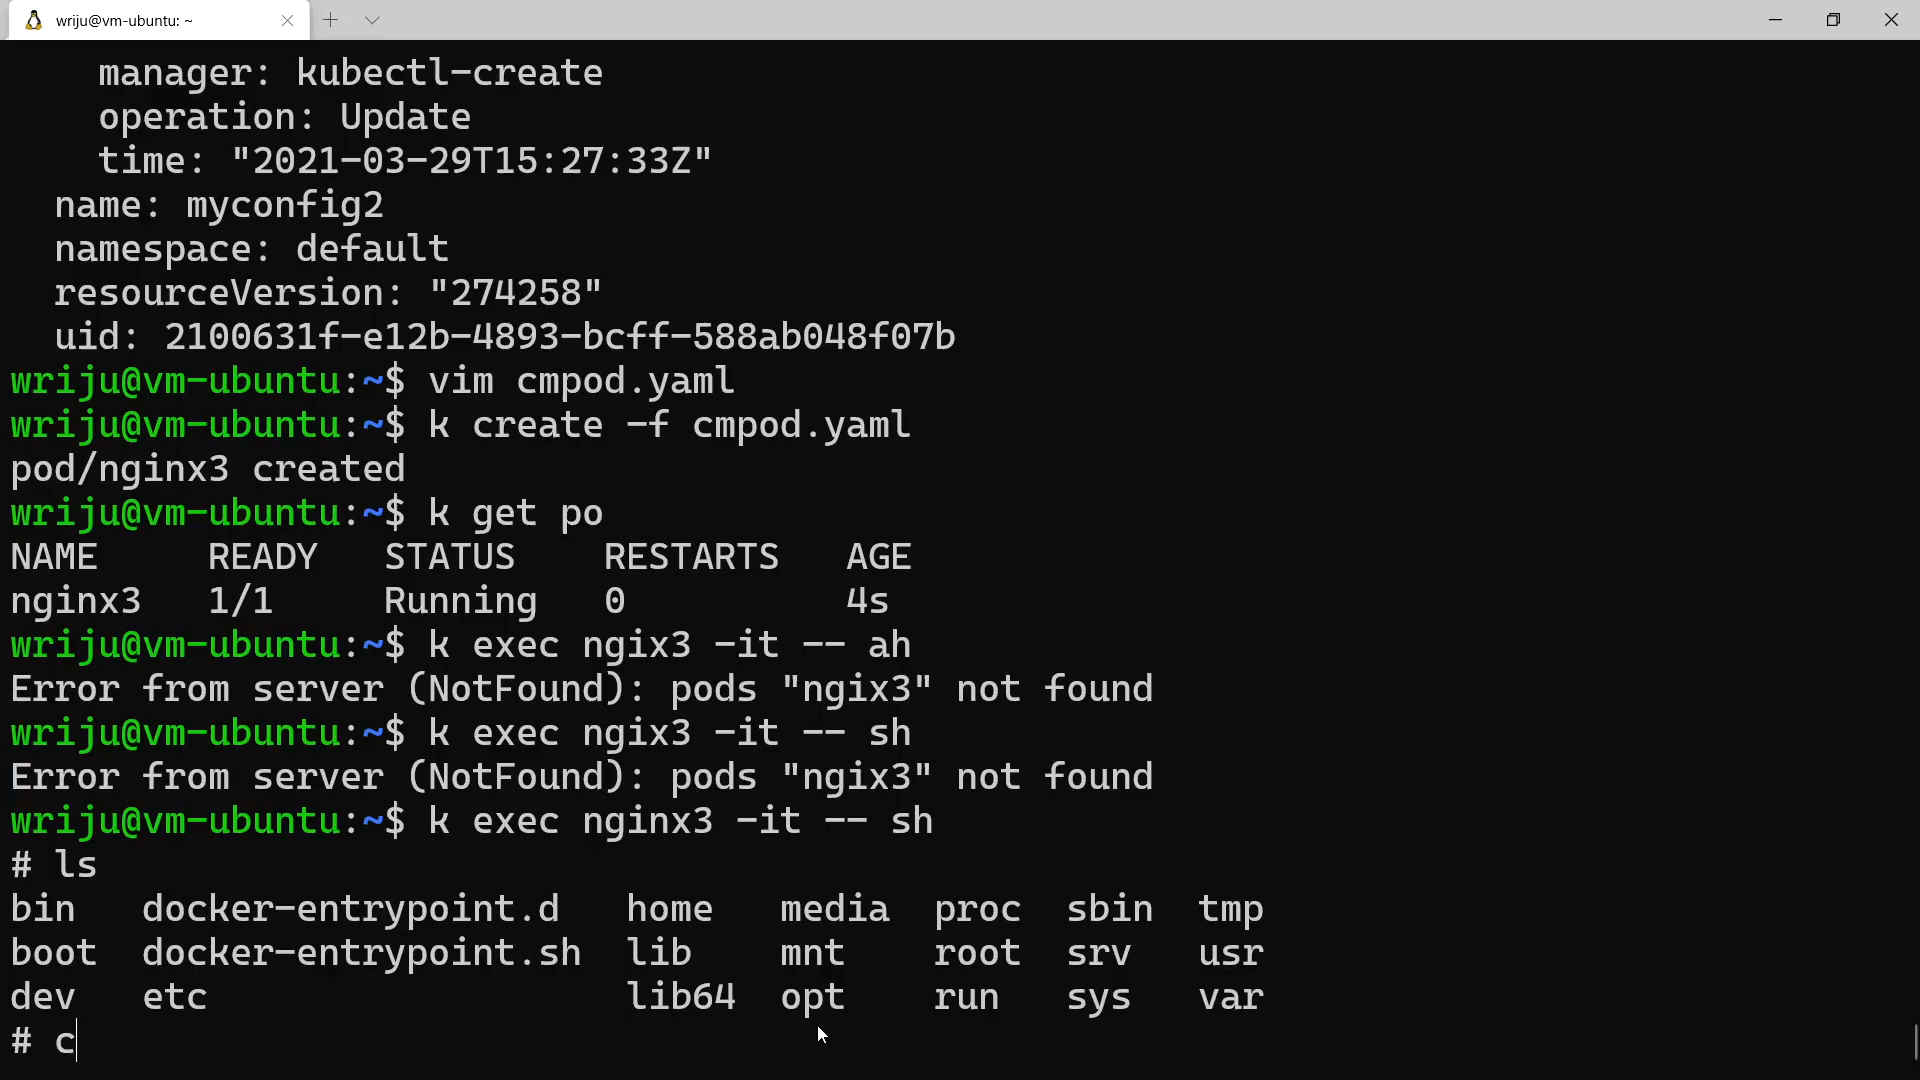 wriju@vm-ubuntu: ~
manager: kubectl-create
operation: Update
time: "2021-03-29T15:27:33Z"
name: myconfig2
namespace: default
resourceVersion: "274258"
uid: 2100631f-e12b-4893-bcff-588ab048f07b
wriju@vm-ubuntu:~$ vim cmpod.yaml
wriju@vm-ubuntu:~$ k create -f cmpod.yaml
pod/nginx3 created
wriju@vm-ubuntu:~$ k get po
NAME READY STATUS RESTARTS AGE
nginx3 1/1 Running 0 4s
wriju@vm-ubuntu:~$ k exec ngix3 -it -- ah
Error from server (NotFound): pods "ngix3" not found
wriju@vm-ubuntu:~$ k exec ngix3 -it -- sh
Error from server (NotFound): pods "ngix3" not found
wriju@vm-ubuntu:~$ k exec nginx3 -it -- sh
# ls
bin docker-entrypoint.d home media proc sbin tmp
boot docker-entrypoint.sh lib mnt root srv usr
dev etc lib64 opt run sys var
# c